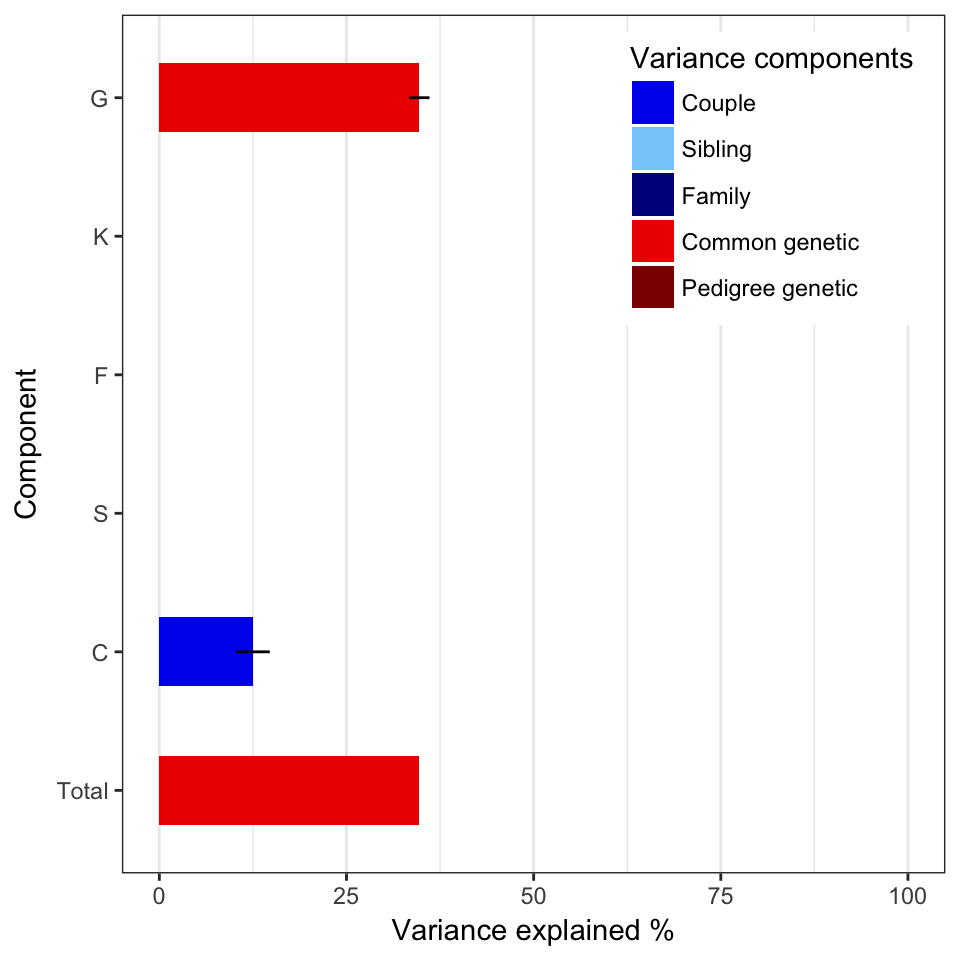 Variance components
Couple
Sibling
Family
Common genetic
Pedigree genetic
G
K
F
S
C
Total
Component
0 25 50 75 100
Variance explained %